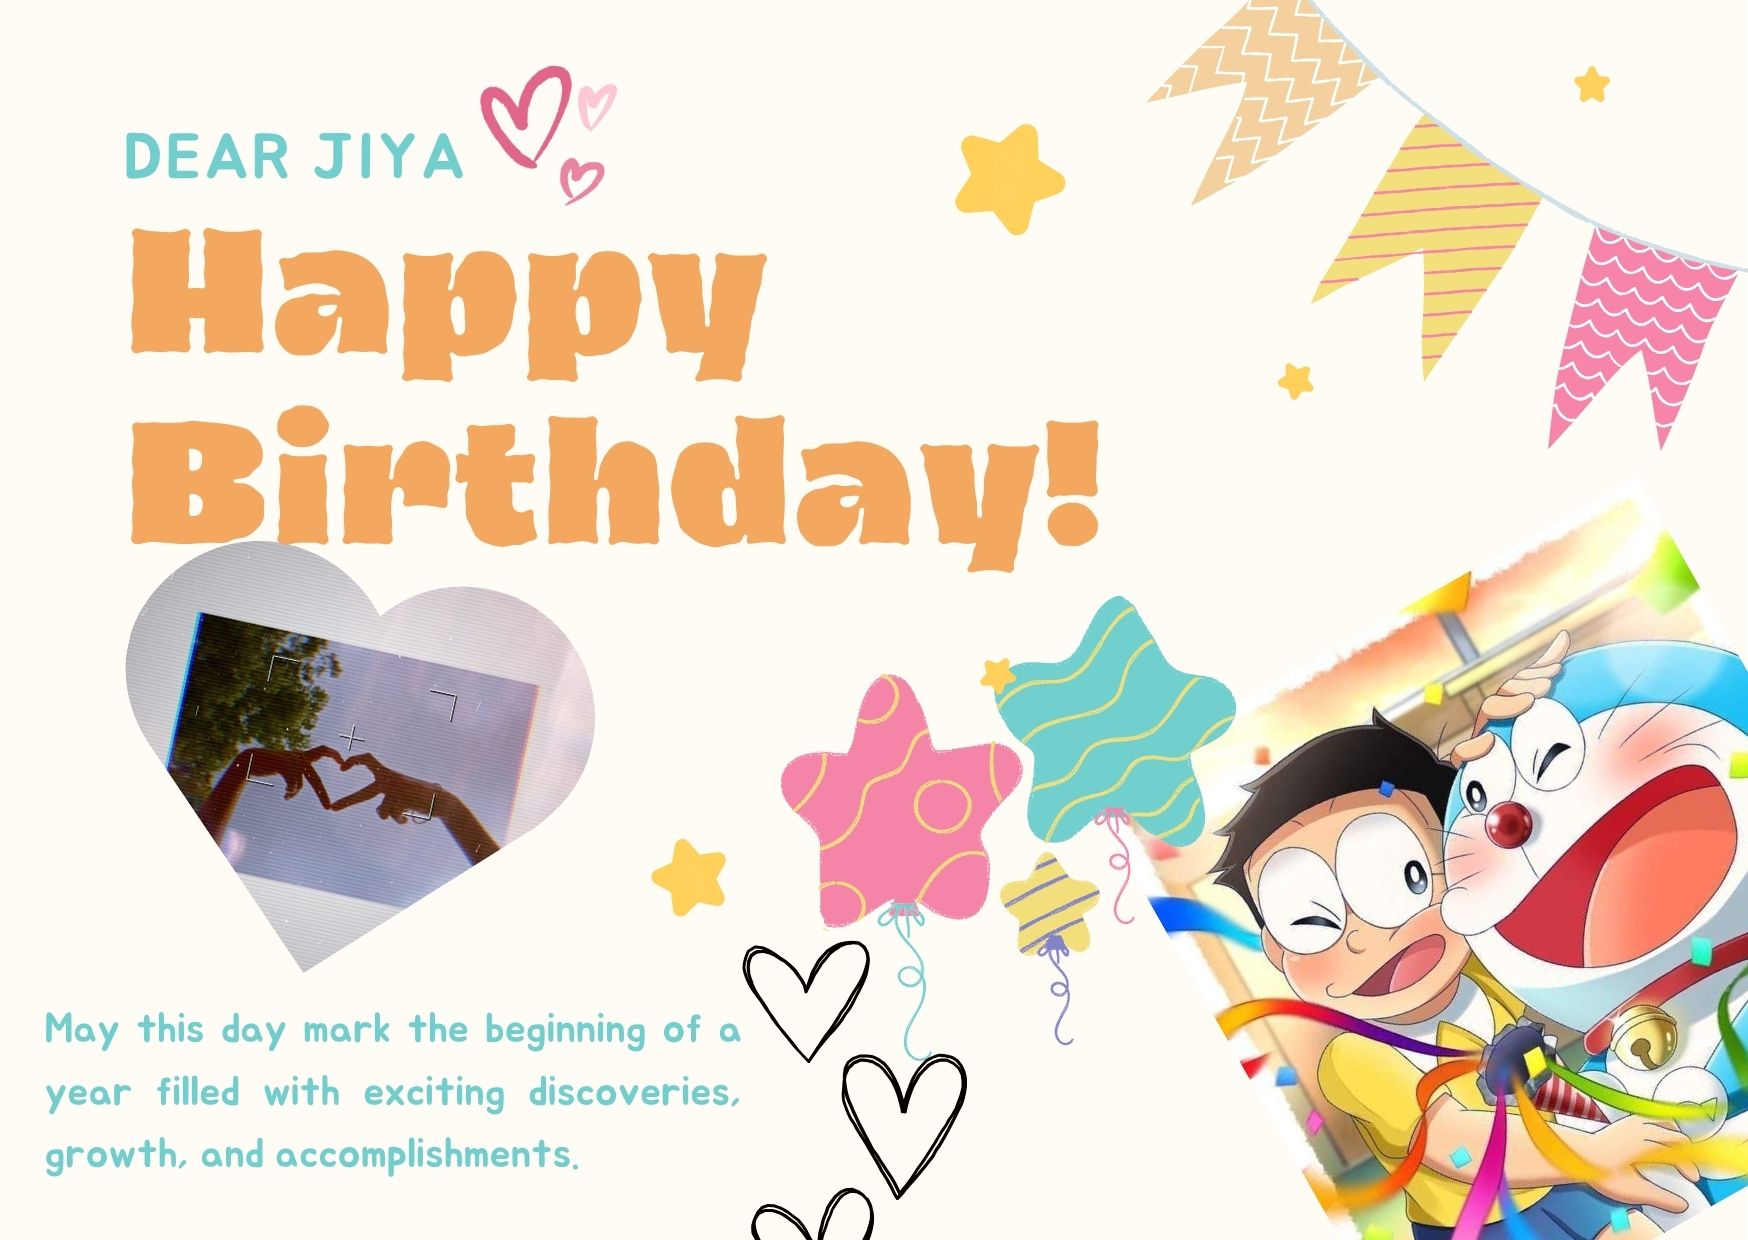 DEAR JIYA
Happy
Birthday!
May this day mark the beginning of a
year filled with exciting discoveries,
growth, and accomplishments.